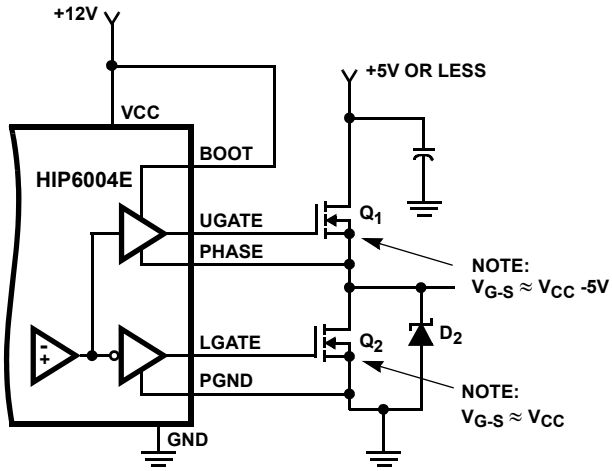 +12V
+5V OR LESS
VCC
BOOT
HIP6004E
UGATE
Q1
PHASE
NOTE:
VG-S ≈ VCC -5V
- +
LGATE
Q2
D2
PGND
NOTE:
VG-S ≈ VCC
GND